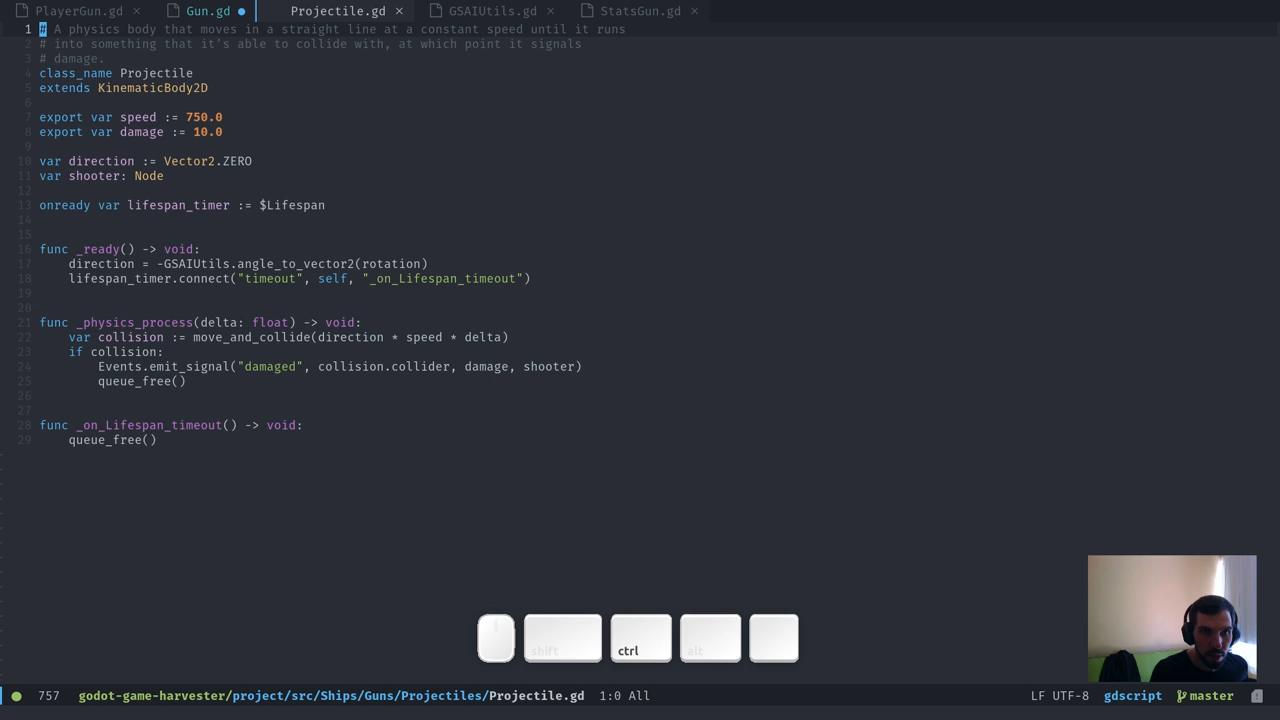 PlayerGun.gd × Gun.gd ● Projectile.gd × GSAIUtils.gd × StatsGun.gd ×
1 # A physics body that moves in a straight line at a constant speed until it runs
2 # into something that it's able to collide with, at which point it signals
3 # damage.
4 class_name Projectile
5 extends KinematicBody2D
6
7 export var speed := 750.0
8 export var damage := 10.0
9
10 var direction := Vector2.ZERO
11 var shooter: Node
12
13 onready var lifespan_timer := $Lifespan
14
15
16 func _ready() -> void:
17     direction = -GSAIUtils.angle_to_vector2(rotation)
18     lifespan_timer.connect("timeout", self, "_on_Lifespan_timeout")
19
20
21 func _physics_process(delta: float) -> void:
22     var collision := move_and_collide(direction * speed * delta)
23     if collision:
24         Events.emit_signal("damaged", collision.collider, damage, shooter)
25         queue_free()
26
27
28 func _on_Lifespan_timeout() -> void:
29     queue_free()
shift ctrl alt
757 godot-game-harvester/project/src/Ships/Guns/Projectiles/Projectile.gd 1:0 All LF UTF-8 gdscript master